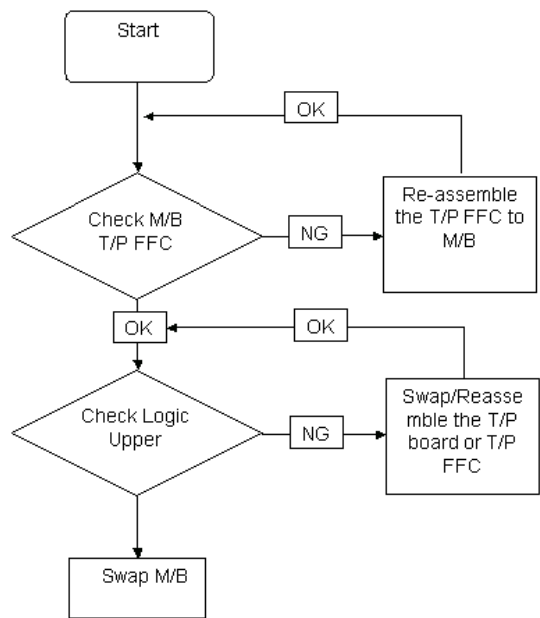 Start
OK
Check M/B
T/P FFC
NG
Re-assemble
the T/P FFC to
M/B
OK
OK
Check Logic
Upper
NG
Swap/Reasse
mble the T/P
board or T/P
FFC
Swap M/B